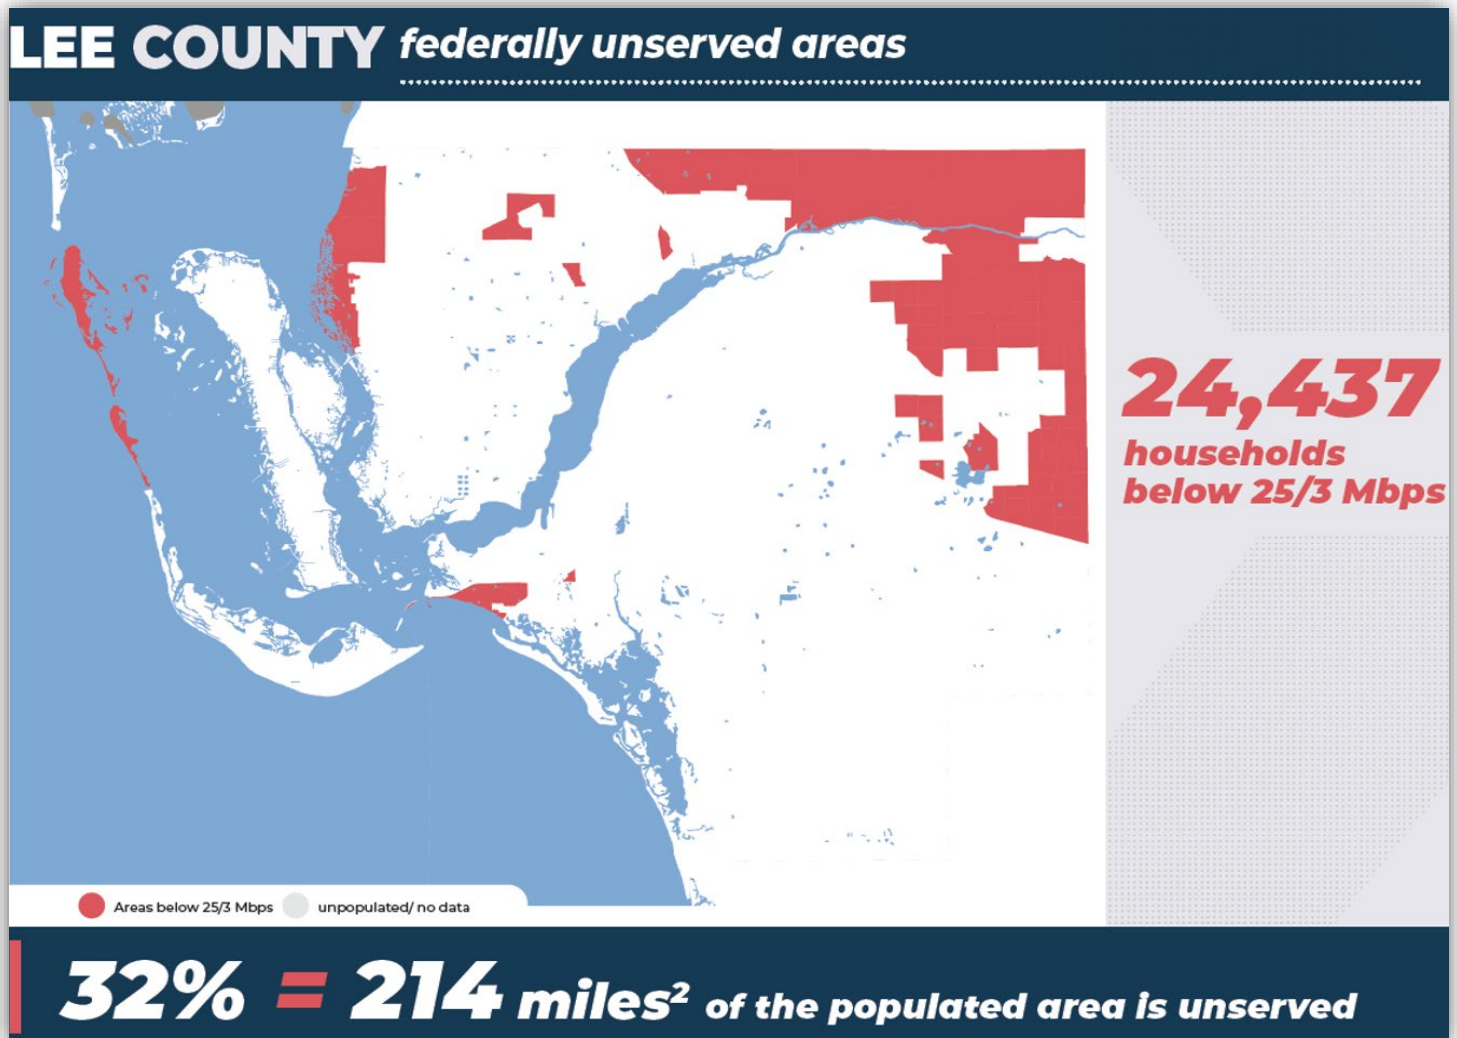 LEE COUNTY federally unserved areas
24,437
households
below 25/3 Mbps
Areas below 25/3 Mbps
unpopulated/ no data
32% = 214 miles² of the populated area is unserved